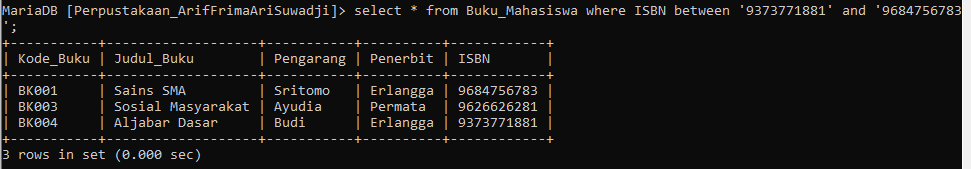 MariaDB [Perpustakaan_ArifFrimaAriSuwadji]> select * from Buku_Mahasiswa where ISBN between '9373771881' and '9684756783
';
+-----------+-------------------+-----------+----------+------------+
| Kode_Buku | Judul_Buku        | Pengarang | Penerbit | ISBN       |
+-----------+-------------------+-----------+----------+------------+
| BK001     | Sains SMA         | Sritomo   | Erlangga | 9684756783 |
| BK003     | Sosial Masyarakat | Ayudia    | Permata  | 9626626281 |
| BK004     | Aljabar Dasar     | Budi      | Erlangga | 9373771881 |
+-----------+-------------------+-----------+----------+------------+
3 rows in set (0.000 sec)